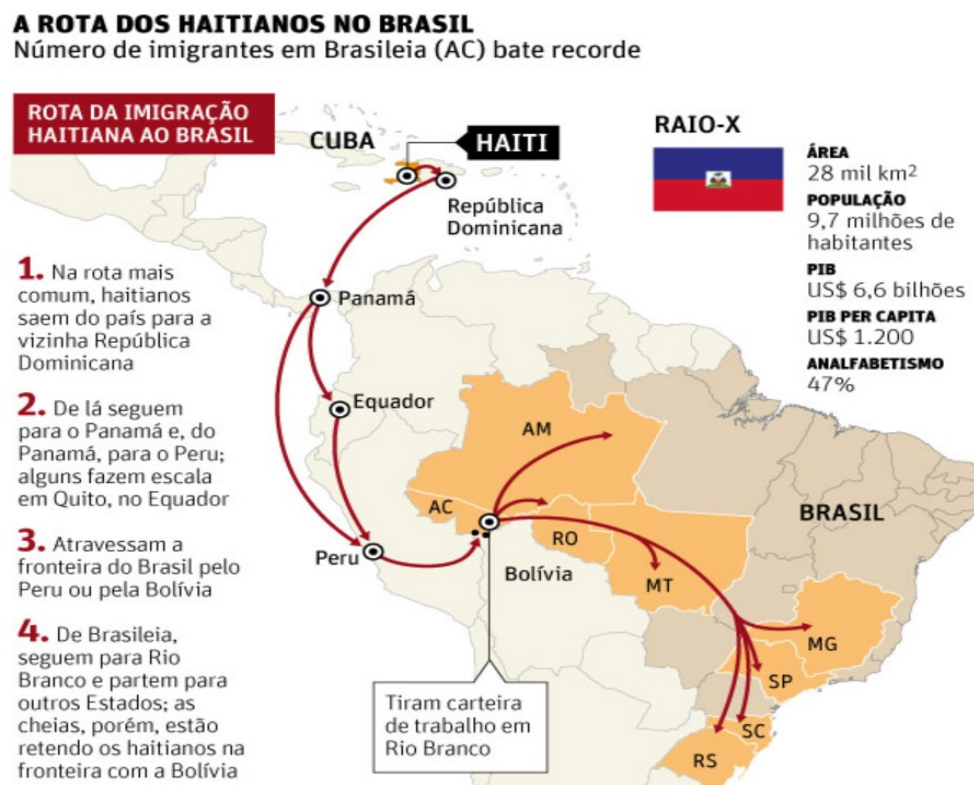 A ROTA DOS HAITIANOS NO BRASIL
Número de imigrantes em Brasileia (AC) bate recorde
ROTA DA IMIGRAÇÃO
HAITIANA AO BRASIL
1. Na rota mais
comum, haitianos
saem do país para a
vizinha República
Dominicana
2. De lá seguem
para o Panamá e, do
Panamá, para o Peru;
alguns fazem escala
em Quito, no Equador
3. Atravessam a
fronteira do Brasil pelo
Peru ou pela Bolívia
4. De Brasileia,
seguem para Rio
Branco e partem para
outros Estados; as
cheias, porém, estão
retendo os haitianos na
fronteira com a Bolívia
CUBA
HAITI
República
Dominicana
Panamá
Equador
Peru
Bolívia
AM
AC
RO
MT
BRASIL
MG
SP
SC
RS
Tiram carteira
de trabalho em
Rio Branco
RAIO-X
ÁREA
28 mil km²
POPULAÇÃO
9,7 milhões de
habitantes
PIB
US$ 6,6 bilhões
PIB PER CAPITA
US$ 1.200
ANALFABETISMO
47%